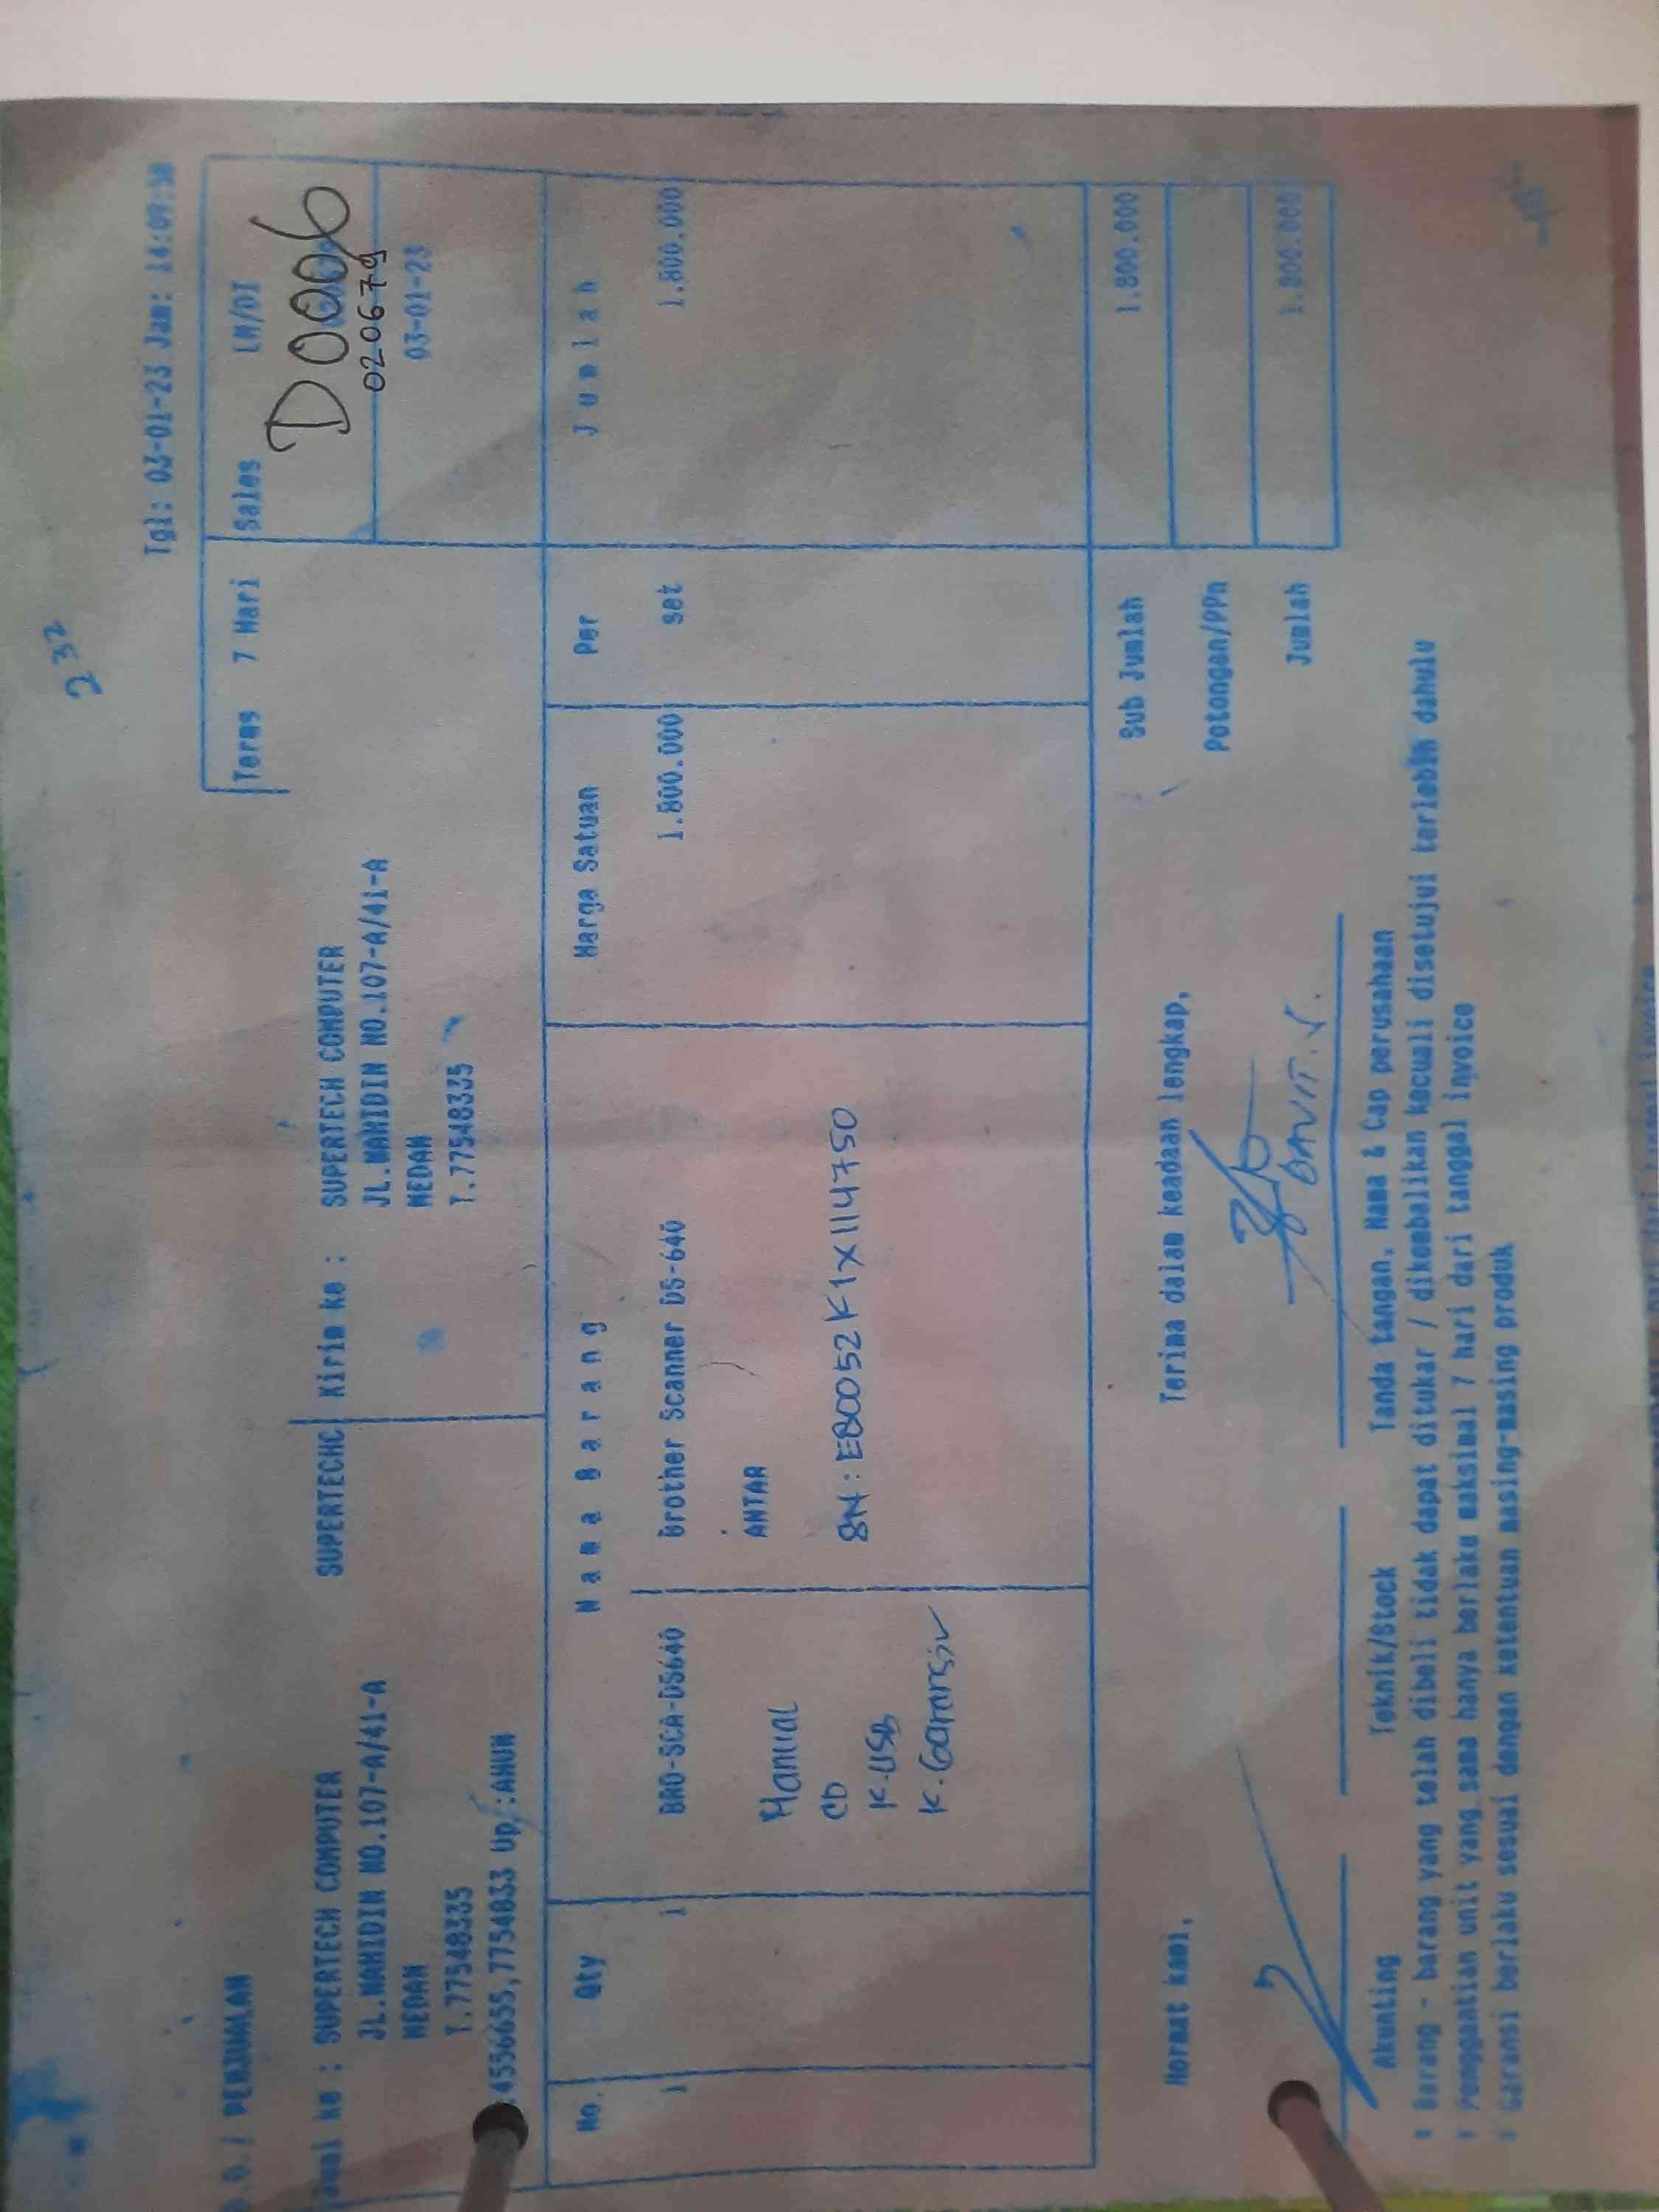 232
Tgl: 03-01-23 Jam: 14:09:58
D.O./ PENJUALAN
Terms 7 Hari
Sales LM/DI
D0006
020679
03-01-23
Jual ke : SUPERTECH COMPUTER
JL.MAHIDIN NO.107-A/41-A
MEDAN
T.77548335
4556655,7754833 Up/:AHUN
SUPERTECHC
Kirim ke : SUPERTECH COMPUTER
JL.MAHIDIN NO.107-A/41-A
MEDAN
T.77548335
No. Qty Nama Barang Harga Satuan Per Jumlah
1 1 BRO-SCA-DS640 Brother Scanner DS-640 1.800.000 set 1.800.000
ANTAR
Manual
CD
K.USB
K.Garansi
SN: E80052K1X114750
Sub Jumlah 1.800.000
Potongan/PPn
Jumlah 1.800.000
Hormat kami,
Terima dalam keadaan lengkap,
Akunting
Teknik/Stock
Tanda tangan, Nama & Cap perusahaan
* Barang - barang yang telah dibeli tidak dapat ditukar / dikembalikan kecuali disetujui terlebih dahulu
* Penggantian unit yang sama hanya berlaku maksimal 7 hari dari tanggal invoice
* Garansi berlaku sesuai dengan ketentuan masing-masing produk